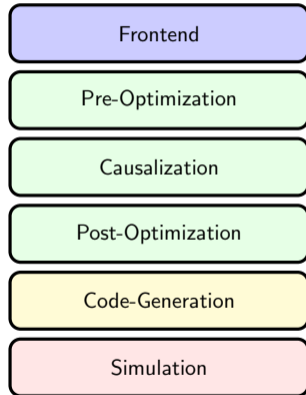 Frontend
Pre-Optimization
Causalization
Post-Optimization
Code-Generation
Simulation